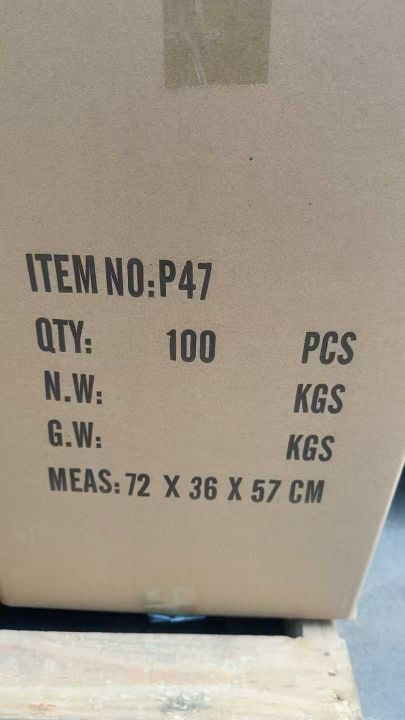 ITEM NO:P47
QTY: 100 PCS
N.W: KGS
G.W: KGS
MEAS: 72 X 36 X 57 CM